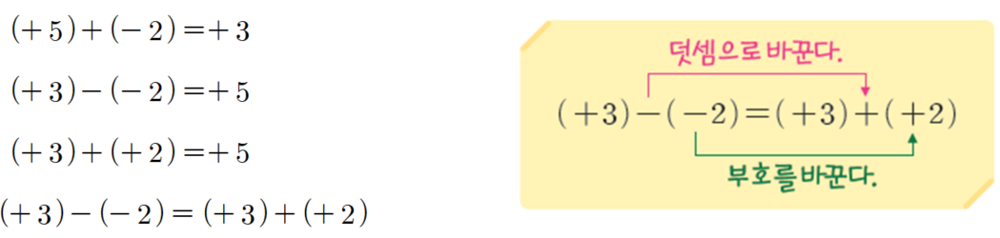 (+5)+(-2)=+3
(+3)-(-2)=+5
(+3)+(+2)=+5
(+3)-(-2)=(+3)+(+2)
덧셈으로 바꾼다.
(+3)-(-2)=(+3)+(+2)
부호를 바꾼다.